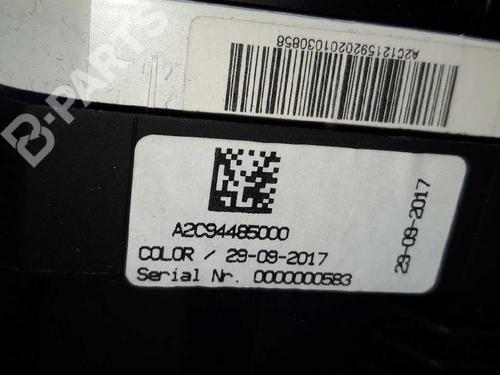 A2C1215920201030858
A2C94485000
COLOR / 29-09-2017
Serial Nr. 0000000583
29-09-2017
B-PARTS